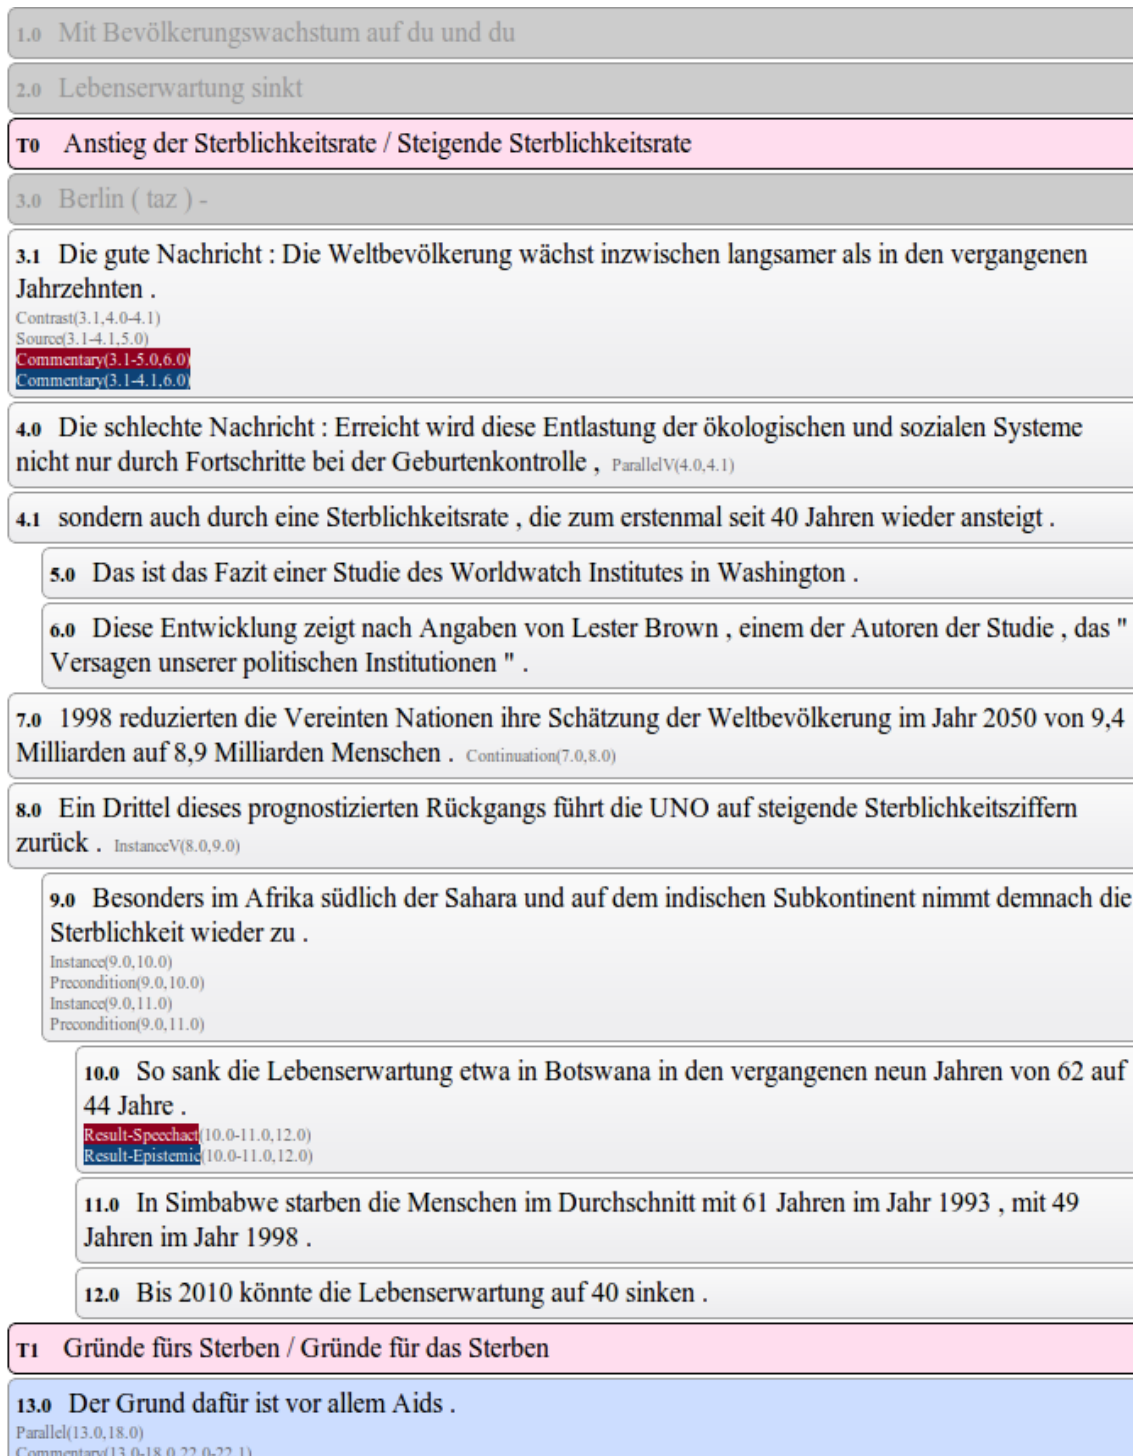 1.0 Mit Bevölkerungswachstum auf du und du
2.0 Lebenserwartung sinkt
T0 Anstieg der Sterblichkeitsrate / Steigende Sterblichkeitsrate
3.0 Berlin ( taz ) -
3.1 Die gute Nachricht : Die Weltbevölkerung wächst inzwischen langsamer als in den vergangenen
Jahrzehnten .
Contrast(3.1,4.0-4.1)
Source(3.1-4.1,5.0)
Commentary(3.1-5.0,6.0)
Commentary(3.1-4.1,6.0)
4.0 Die schlechte Nachricht : Erreicht wird diese Entlastung der ökologischen und sozialen Systeme
nicht nur durch Fortschritte bei der Geburtenkontrolle , ParallelV(4.0,4.1)
4.1 sondern auch durch eine Sterblichkeitsrate , die zum erstenmal seit 40 Jahren wieder ansteigt .
5.0 Das ist das Fazit einer Studie des Worldwatch Institutes in Washington .
6.0 Diese Entwicklung zeigt nach Angaben von Lester Brown , einem der Autoren der Studie , das "
Versagen unserer politischen Institutionen " .
7.0 1998 reduzierten die Vereinten Nationen ihre Schätzung der Weltbevölkerung im Jahr 2050 von 9,4
Milliarden auf 8,9 Milliarden Menschen . Continuation(7.0,8.0)
8.0 Ein Drittel dieses prognostizierten Rückgangs führt die UNO auf steigende Sterblichkeitsziffern
zurück . InstanceV(8.0,9.0)
9.0 Besonders im Afrika südlich der Sahara und auf dem indischen Subkontinent nimmt demnach die
Sterblichkeit wieder zu .
Instance(9.0,10.0)
Precondition(9.0,10.0)
Instance(9.0,11.0)
Precondition(9.0,11.0)
10.0 So sank die Lebenserwartung etwa in Botswana in den vergangenen neun Jahren von 62 auf
44 Jahre .
Result-Speechact(10.0-11.0,12.0)
Result-Epistemic(10.0-11.0,12.0)
11.0 In Simbabwe starben die Menschen im Durchschnitt mit 61 Jahren im Jahr 1993 , mit 49
Jahren im Jahr 1998 .
12.0 Bis 2010 könnte die Lebenserwartung auf 40 sinken .
T1 Gründe fürs Sterben / Gründe für das Sterben
13.0 Der Grund dafür ist vor allem Aids .
Parallel(13.0,18.0)
Commentary(13.0-18.0,22.0-22.1)